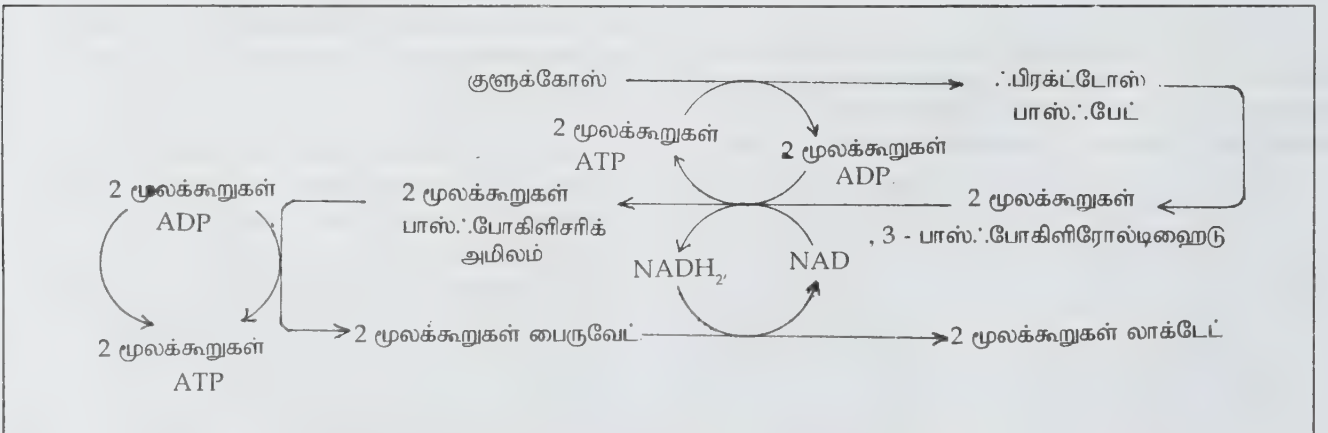 குளுக்கோஸ்
ஃபிரக்ட்டோஸ்
பாஸ்ஃபேட்
2 மூலக்கூறுகள்
ATP
2 மூலக்கூறுகள்
ADP
2 மூலக்கூறுகள்
ADP
2 மூலக்கூறுகள்
பாஸ்ஃபோகிளிசரிக்
அமிலம்
2 மூலக்கூறுகள்
, 3 - பாஸ்ஃபோகிளிரோல்டிஹைடு
NADH₂,
NAD
2 மூலக்கூறுகள்
ATP
2 மூலக்கூறுகள் பைருவேட்
2 மூலக்கூறுகள் லாக்டேட்